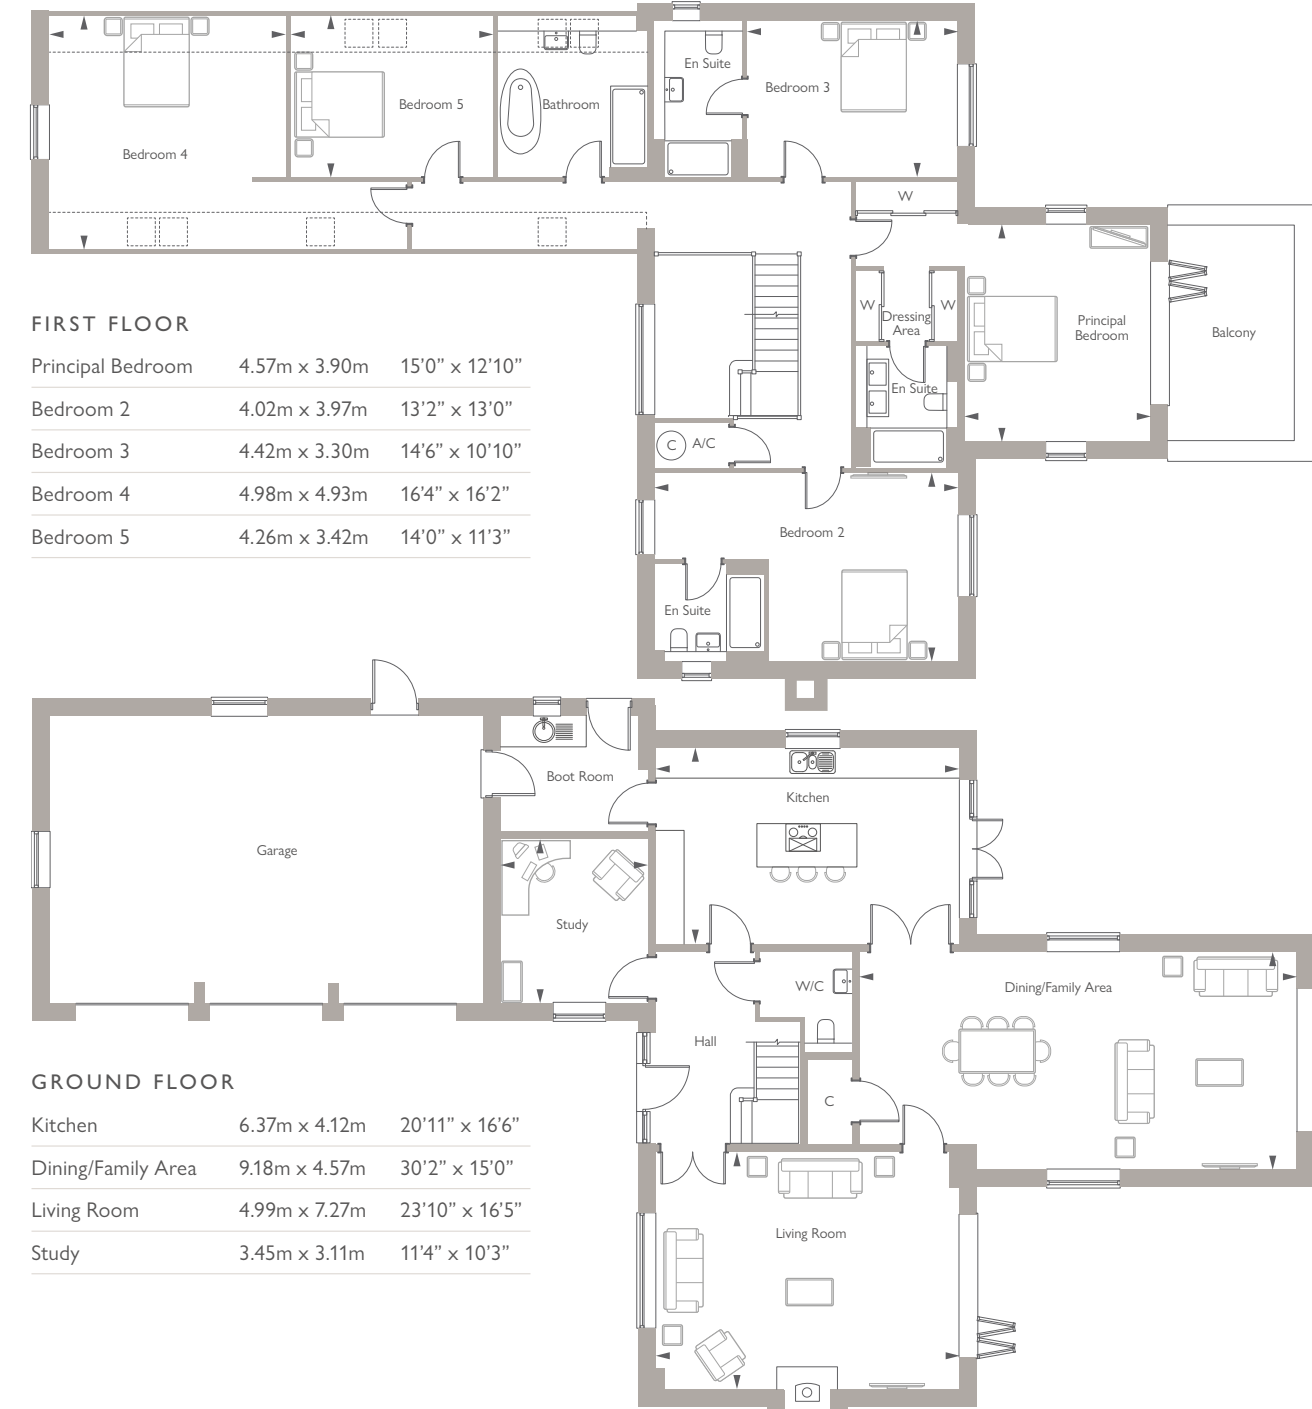 En Suite
Bedroom 3
Bedroom 5
Bathroom
Bedroom 4
W
W
W
Dressing
Area
Principal
Bedroom
Balcony
En Suite
C
A/C
Bedroom 2
En Suite
FIRST FLOOR
Principal Bedroom 4.57m x 3.90m 15’0” x 12’10”
Bedroom 2 4.02m x 3.97m 13’2” x 13’0”
Bedroom 3 4.42m x 3.30m 14’6” x 10’10”
Bedroom 4 4.98m x 4.93m 16’4” x 16’2”
Bedroom 5 4.26m x 3.42m 14’0” x 11’3”
Boot Room
Kitchen
Garage
Study
W/C
Dining/Family Area
Hall
C
Living Room
GROUND FLOOR
Kitchen 6.37m x 4.12m 20’11” x 16’6”
Dining/Family Area 9.18m x 4.57m 30’2” x 15’0”
Living Room 4.99m x 7.27m 23’10” x 16’5”
Study 3.45m x 3.11m 11’4” x 10’3”